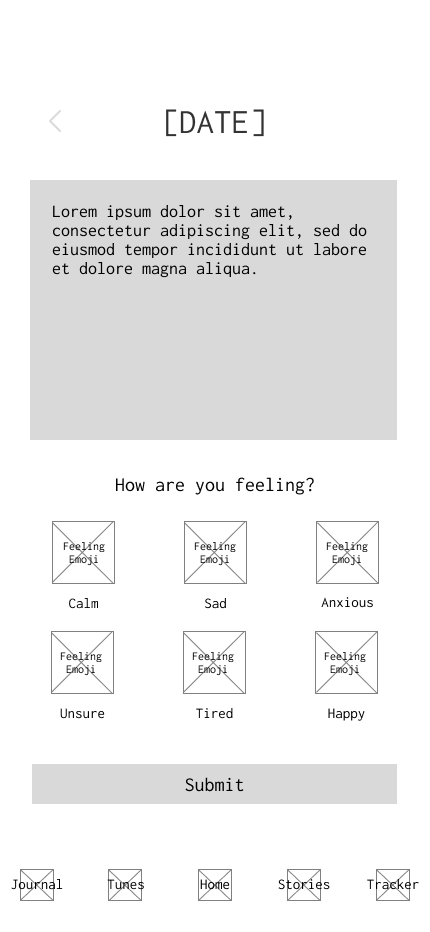 [DATE]
Lorem ipsum dolor sit amet,
consectetur adipiscing elit, sed do
eiusmod tempor incididunt ut labore
et dolore magna aliqua.
How are you feeling?
Feeling Emoji
Feeling Emoji
Feeling Emoji
Calm Sad Anxious
Feeling Emoji
Feeling Emoji
Feeling Emoji
Unsure Tired Happy
Submit
Journal Tunes Home Stories Tracker